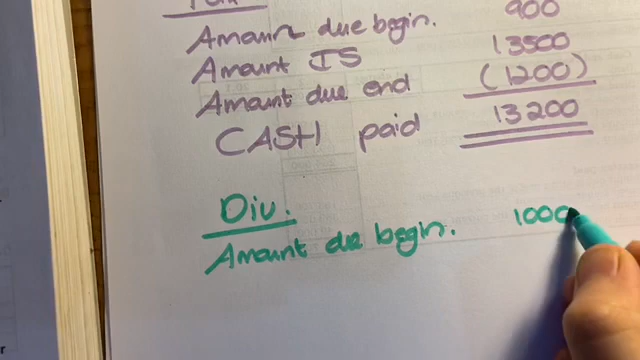 Amount due begin. 900
Amount IS 13500
Amount due end (1200)
CASH paid 13200
Div.
Amount due begin. 1000